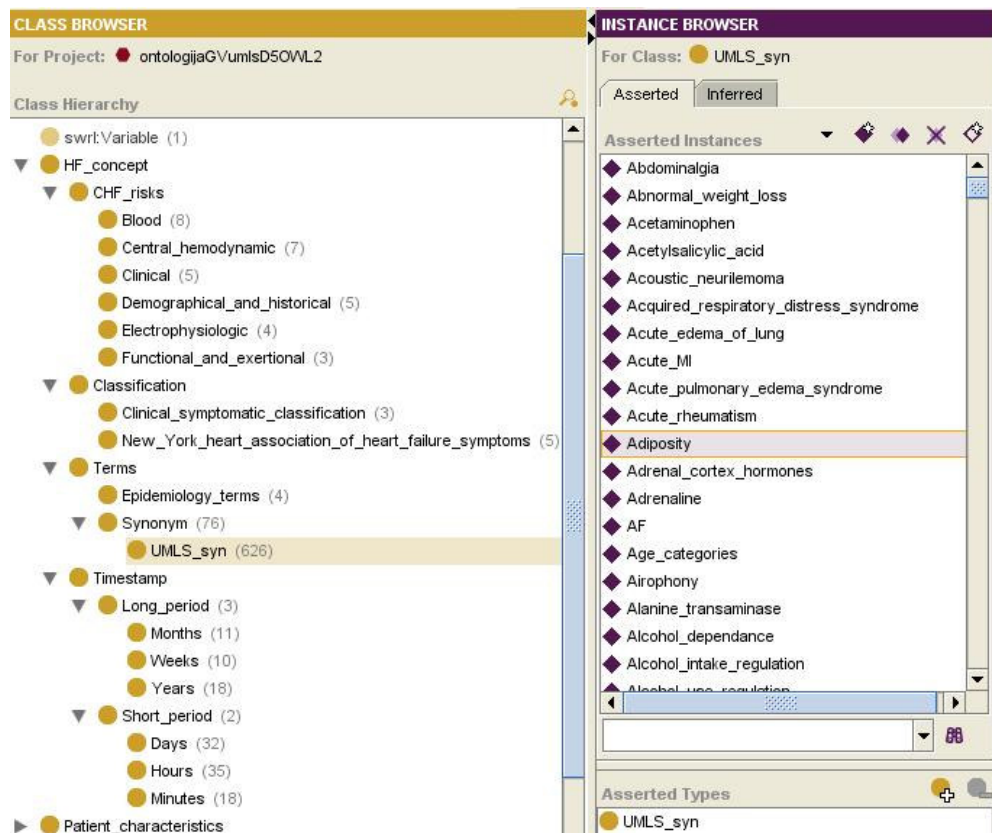 CLASS BROWSER
For Project: ontologijaGVumlsD5OWL2
Class Hierarchy
swrl:Variable (1)
HF_concept
CHF_risks
Blood (8)
Central_hemodynamic (7)
Clinical (5)
Demographical_and_historical (5)
Electrophysiologic (4)
Functional_and_exertional (3)
Classification
Clinical_symptomatic_classification (3)
New_York_heart_association_of_heart_failure_symptoms (5)
Terms
Epidemiology_terms (4)
Synonym (76)
UMLS_syn (626)
Timestamp
Long_period (3)
Months (11)
Weeks (10)
Years (18)
Short_period (2)
Days (32)
Hours (35)
Minutes (18)
Patient_characteristics
INSTANCE BROWSER
For Class: UMLS_syn
Asserted Inferred
Asserted Instances
Abdominalgia
Abnormal_weight_loss
Acetaminophen
Acetylsalicylic_acid
Acoustic_neurilemoma
Acquired_respiratory_distress_syndrome
Acute_edema_of_lung
Acute_MI
Acute_pulmonary_edema_syndrome
Acute_rheumatism
Adiposity
Adrenal_cortex_hormones
Adrenaline
AF
Age_categories
Airophony
Alanine_transaminase
Alcohol_dependance
Alcohol_intake_regulation
Alcohol_use_regulation
Asserted Types
UMLS_syn